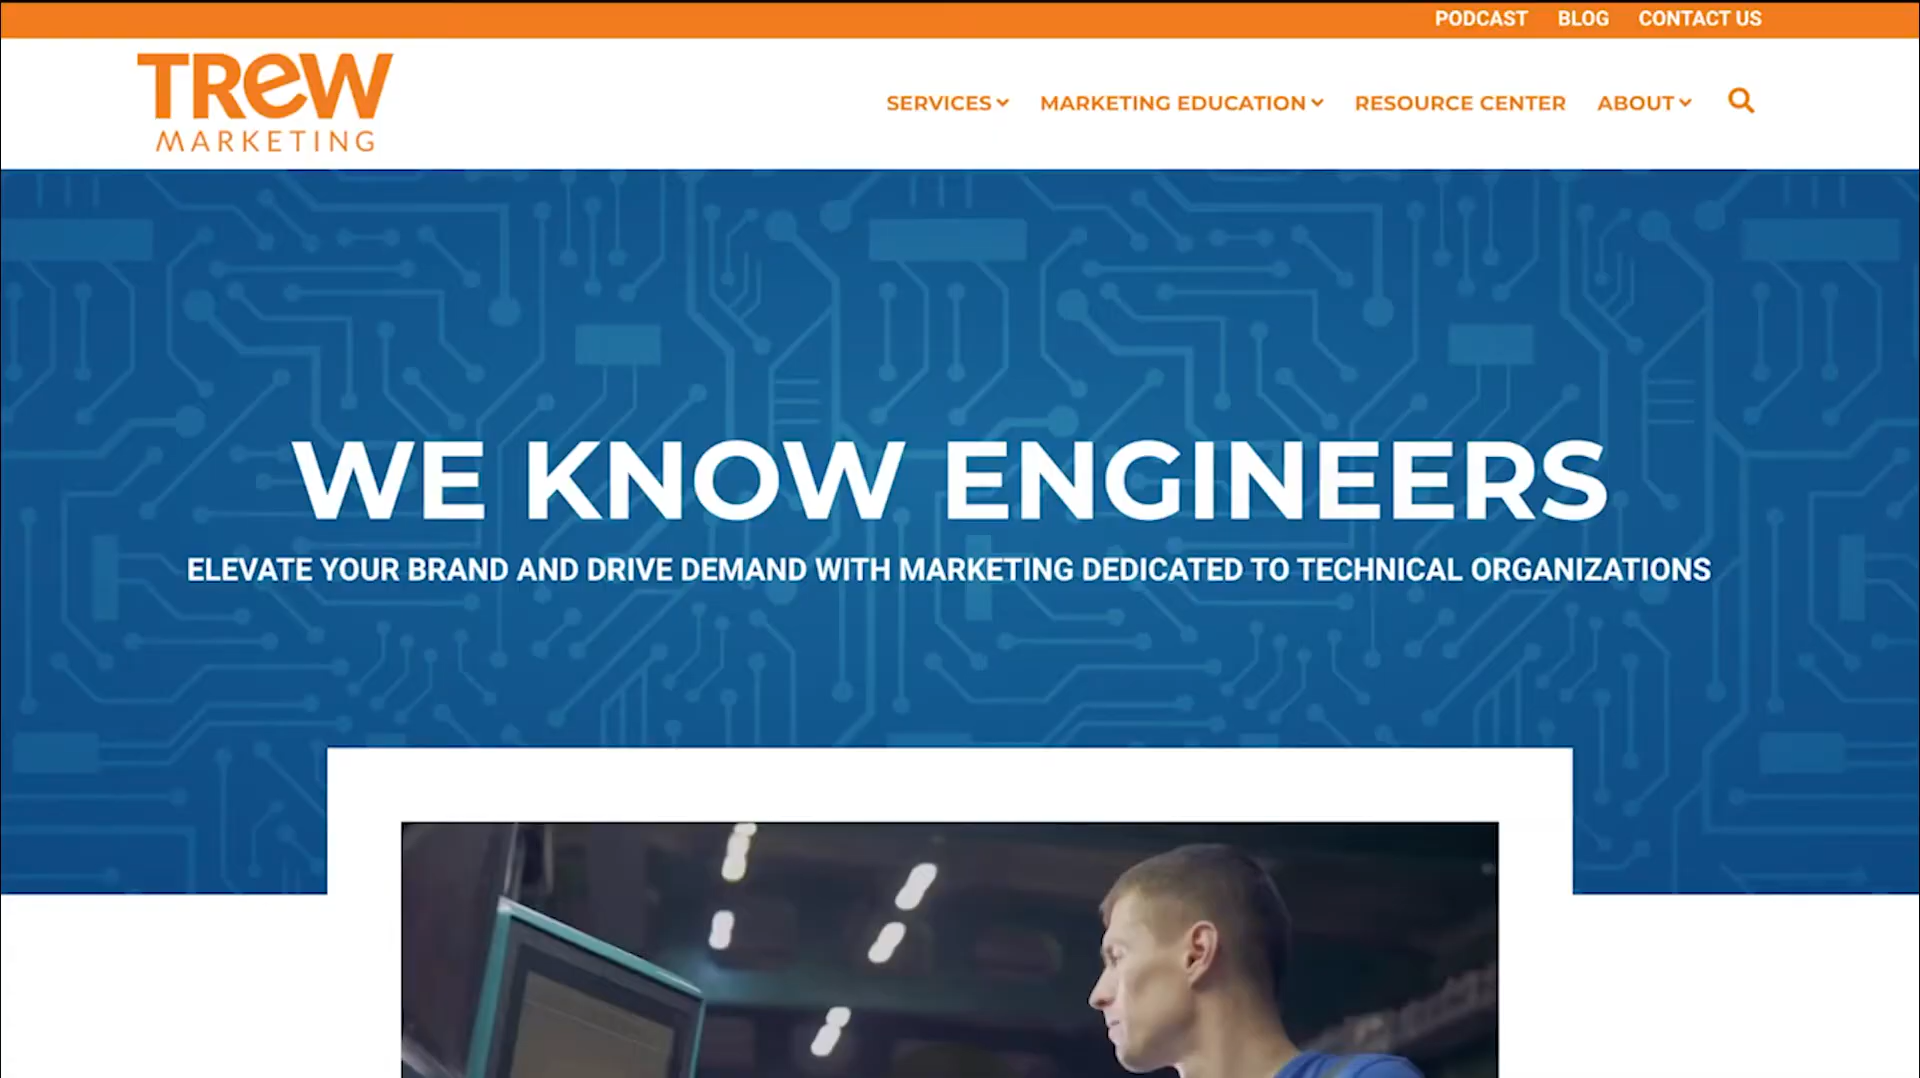 PODCAST BLOG CONTACT US
TREW
MARKETING
SERVICES MARKETING EDUCATION RESOURCE CENTER ABOUT
WE KNOW ENGINEERS
ELEVATE YOUR BRAND AND DRIVE DEMAND WITH MARKETING DEDICATED TO TECHNICAL ORGANIZATIONS